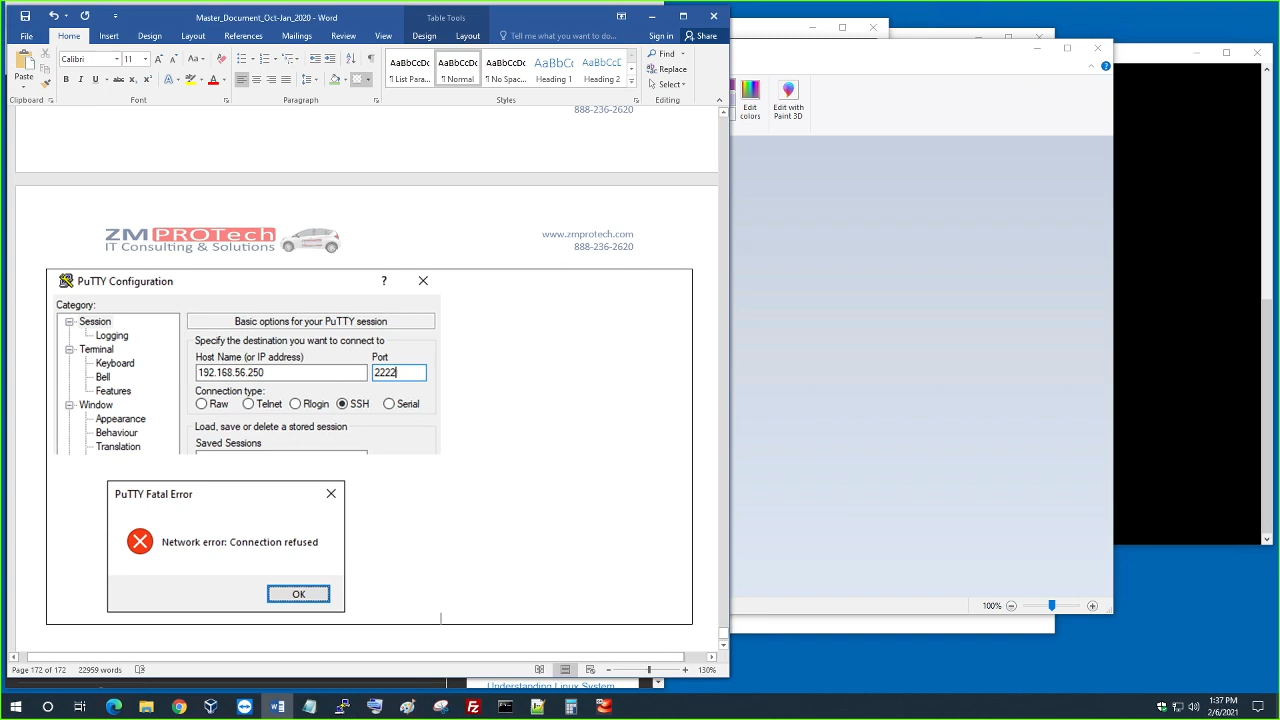 Master_Document_Oct-Jan_2020 - Word
Table Tools
File Home Insert Design Layout References Mailings Review View Design Layout Tell me what you want to do... Sign in Share
Paste
Calibri 11
AaBbCcDc AaBbCcDc AaBbCcDc AaBbCc AaBbCcE
¶ List Para... ¶ Normal ¶ No Spac... Heading 1 Heading 2
Find
Replace
Select
Clipboard Font Paragraph Styles Editing
Edit colors
Edit with Paint 3D
888-236-2620
ZM PROTech
IT Consulting & Solutions
www.zmprotech.com
888-236-2620
PuTTY Configuration
Category:
Session
Logging
Terminal
Keyboard
Bell
Features
Window
Appearance
Behaviour
Translation
Basic options for your PuTTY session
Specify the destination you want to connect to
Host Name (or IP address) Port
192.168.56.250 2222
Connection type:
Raw Telnet Rlogin SSH Serial
Load, save or delete a stored session
Saved Sessions
PuTTY Fatal Error
Network error: Connection refused
OK
100%
Page 172 of 172 22959 words 130%
Understanding Linux System
1:37 PM
2/6/2021